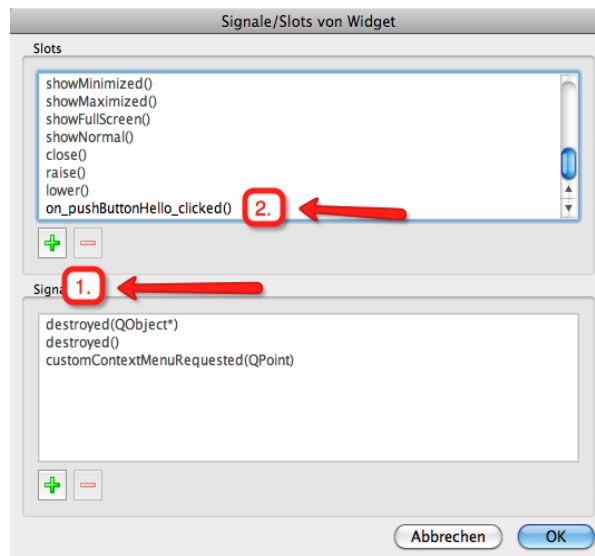 Signale/Slots von Widget
Slots
showMinimized()
showMaximized()
showFullScreen()
showNormal()
close()
raise()
lower()
on_pushButtonHello_clicked()
2.
1.
destroyed(QObject*)
destroyed()
customContextMenuRequested(QPoint)
Abbrechen
OK